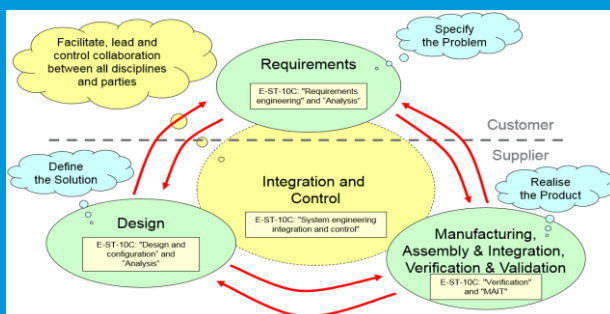 Facilitate, lead and
control collaboration
between all disciplines
and parties
Specify
the Problem
Requirements
E-ST-10C: "Requirements
engineering" and "Analysis"
Customer
Supplier
Define
the Solution
Integration and
Control
E-ST-10C: "System engineering
integration and control"
Realise
the Product
Design
E-ST-10C: "Design and
configuration" and
"Analysis"
Manufacturing,
Assembly & Integration,
Verification & Validation
E-ST-10C: "Verification"
and "MAIT"